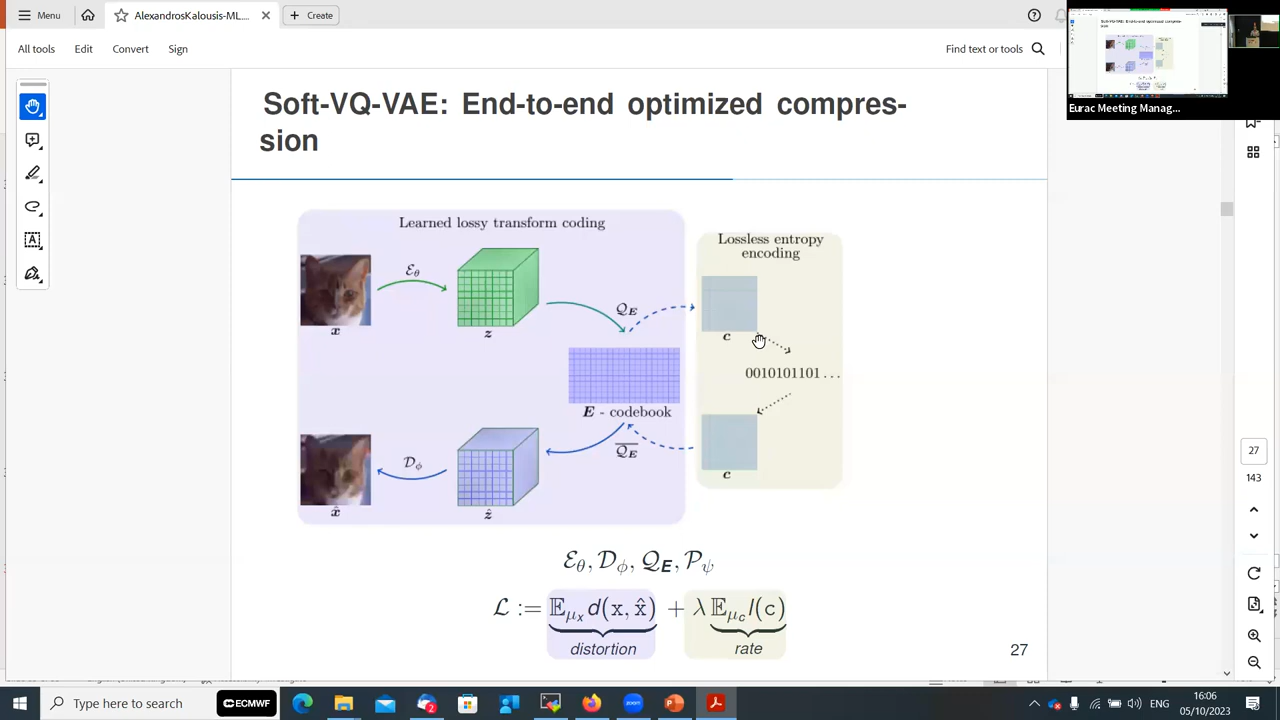 Menu
AlexandrosKalousis-ML....
Create
All tools
Edit
Convert
Sign
Find text or tools
Eurac Meeting Manag...
Soft-VQ-VAE: End-to-end optimized compres-
sion
Learned lossy transform coding
Lossless entropy
encoding
ℰθ
𝒬E
x
z
c
0010101101 ...
E - codebook
𝒬E
𝒟ϕ
x̂
ẑ
c
ℰθ, 𝒟ϕ, 𝒬E, 𝒫ψ
ℒ := 𝔼μx d(x, x̂) + λ 𝔼μc l(c)
distortion
rate
27
27
143
Type here to search
ECMWF
2
zoom
ENG
16:06
05/10/2023